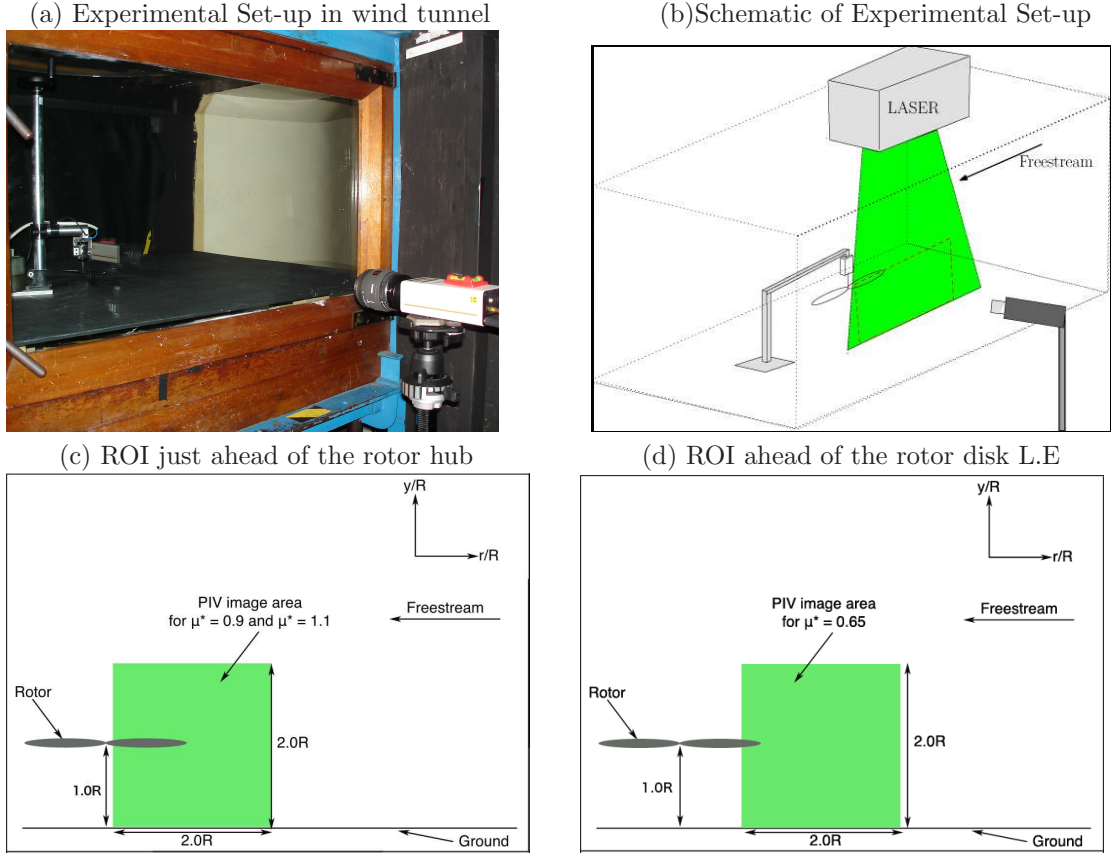 (a) Experimental Set-up in wind tunnel
(b)Schematic of Experimental Set-up
LASER
Freestream
(c) ROI just ahead of the rotor hub
(d) ROI ahead of the rotor disk L.E
y/R
r/R
PIV image area
for μ* = 0.9 and μ* = 1.1
Freestream
Rotor
2.0R
1.0R
2.0R
Ground
y/R
r/R
PIV image area
for μ* = 0.65
Freestream
Rotor
2.0R
1.0R
2.0R
Ground